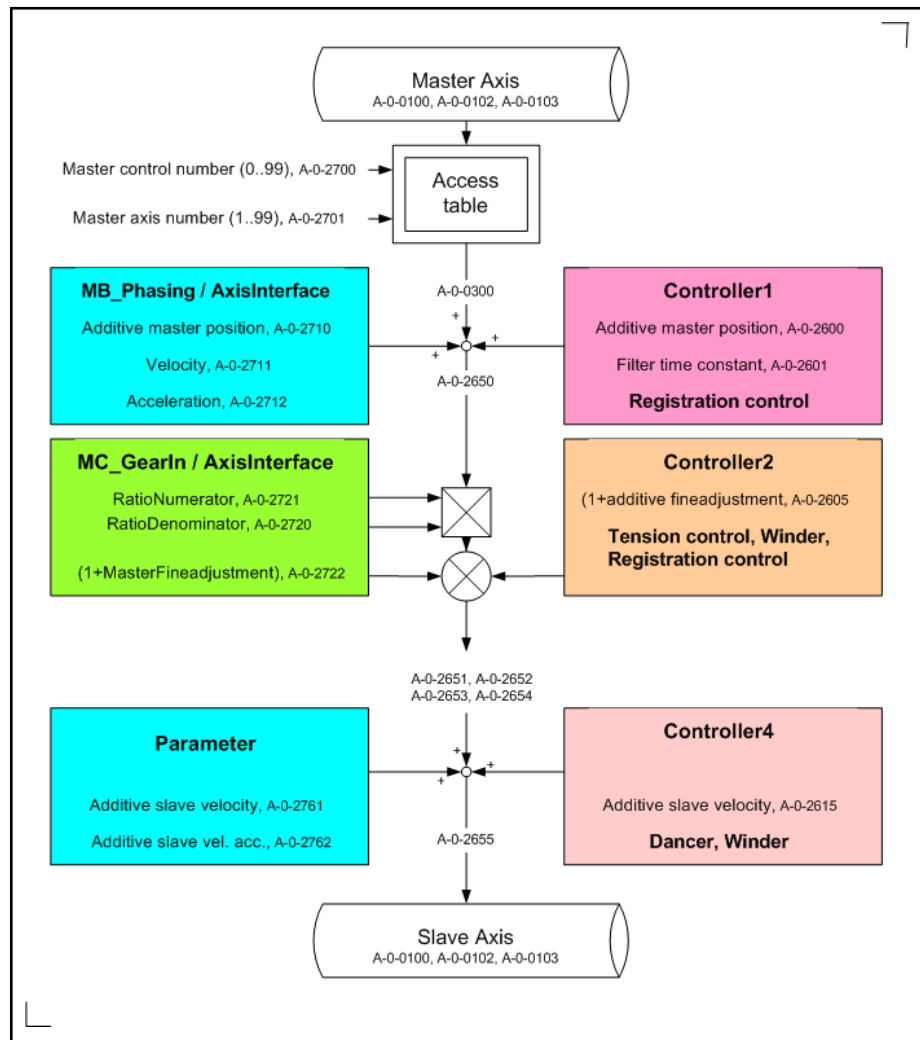 Master Axis
A-0-0100, A-0-0102, A-0-0103
Master control number (0..99), A-0-2700
Master axis number (1..99), A-0-2701
Access
table
A-0-0300
MB_Phasing / AxisInterface
Additive master position, A-0-2710
Velocity, A-0-2711
Acceleration, A-0-2712
+
+
+
Controller1
Additive master position, A-0-2600
Filter time constant, A-0-2601
Registration control
A-0-2650
MC_GearIn / AxisInterface
RatioNumerator, A-0-2721
RatioDenominator, A-0-2720
(1+MasterFineadjustment), A-0-2722
Controller2
(1+additive fineadjustment, A-0-2605
Tension control, Winder,
Registration control
A-0-2651, A-0-2652
A-0-2653, A-0-2654
Parameter
Additive slave velocity, A-0-2761
Additive slave vel. acc., A-0-2762
+
+
+
Controller4
Additive slave velocity, A-0-2615
Dancer, Winder
A-0-2655
Slave Axis
A-0-0100, A-0-0102, A-0-0103